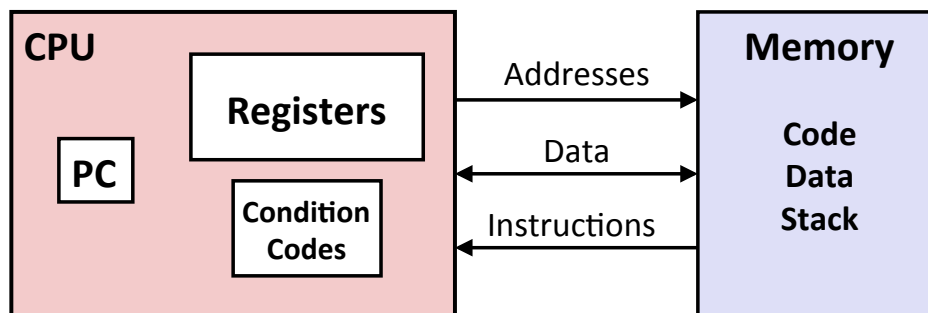 CPU
Registers
PC
Condition
Codes
Addresses
Data
Instructions
Memory
Code
Data
Stack